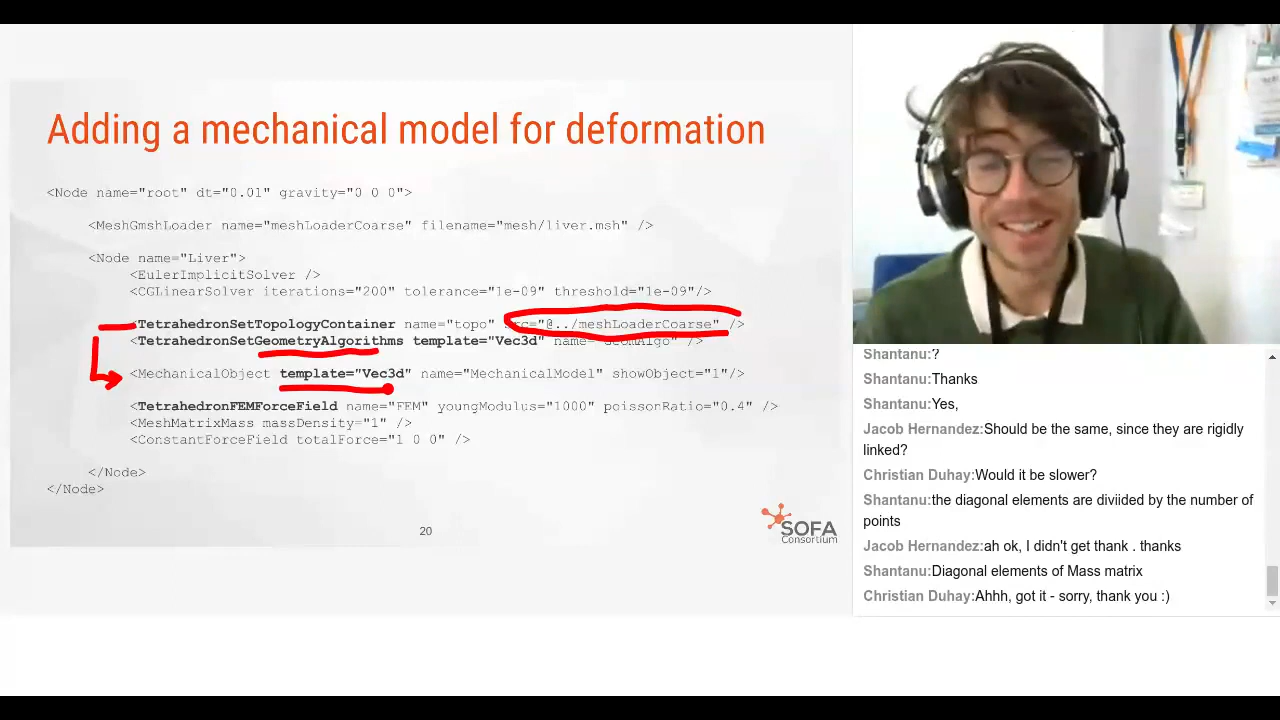 Adding a mechanical model for deformation
<Node name="root" dt="0.01" gravity="0 0 0">
<MeshGmshLoader name="meshLoaderCoarse" filename="mesh/liver.msh" />
<Node name="Liver">
<EulerImplicitSolver />
<CGLinearSolver iterations="200" tolerance="1e-09" threshold="1e-09"/>
<TetrahedronSetTopologyContainer name="topo" src="@../meshLoaderCoarse" />
<TetrahedronSetGeometryAlgorithms template="Vec3d" name="GeomAlgo" />
<MechanicalObject template="Vec3d" name="MechanicalModel" showObject="1"/>
<TetrahedronFEMForceField name="FEM" youngModulus="1000" poissonRatio="0.4" />
<MeshMatrixMass massDensity="1" />
<ConstantForceField totalForce="1 0 0" />
</Node>
</Node>
20
SOFA
Consortium
Shantanu:?
Shantanu:Thanks
Shantanu:Yes,
Jacob Hernandez:Should be the same, since they are rigidly
linked?
Christian Duhay:Would it be slower?
Shantanu:the diagonal elements are diviided by the number of
points
Jacob Hernandez:ah ok, I didn't get thank . thanks
Shantanu:Diagonal elements of Mass matrix
Christian Duhay:Ahhh, got it - sorry, thank you :)